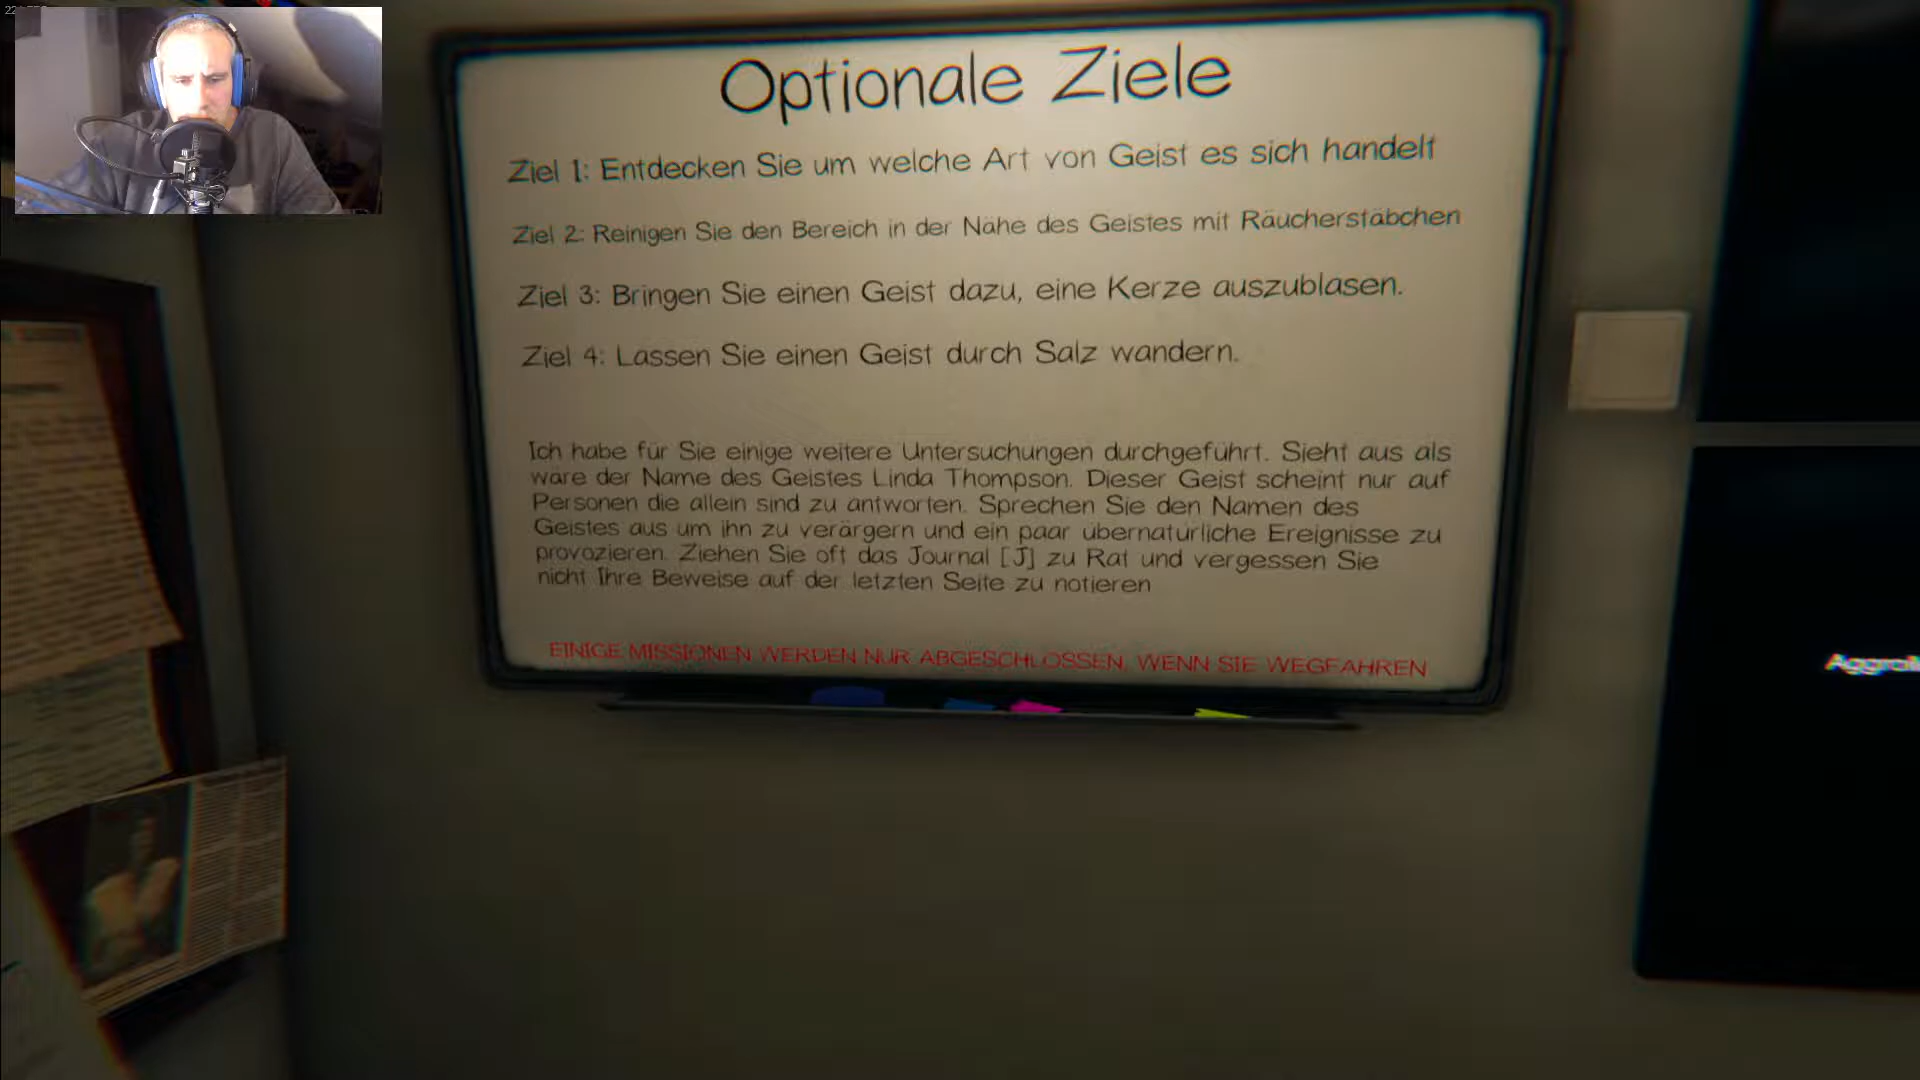 Optionale Ziele
Ziel 1: Entdecken Sie um welche Art von Geist es sich handelt
Ziel 2: Reinigen Sie den Bereich in der Nähe des Geistes mit Räucherstäbchen
Ziel 3: Bringen Sie einen Geist dazu, eine Kerze auszublasen.
Ziel 4: Lassen Sie einen Geist durch Salz wandern.
Ich habe für Sie einige weitere Untersuchungen durchgeführt. Sieht aus als
wäre der Name des Geistes Linda Thompson. Dieser Geist scheint nur auf
Personen die allein sind zu antworten. Sprechen Sie den Namen des
Geistes aus um ihn zu verärgern und ein paar übernatürliche Ereignisse zu
provozieren. Ziehen Sie oft das Journal [J] zu Rat und vergessen Sie
nicht Ihre Beweise auf der letzten Seite zu notieren
EINIGE MISSIONEN WERDEN NUR ABGESCHLOSSEN, WENN SIE WEGFAHREN